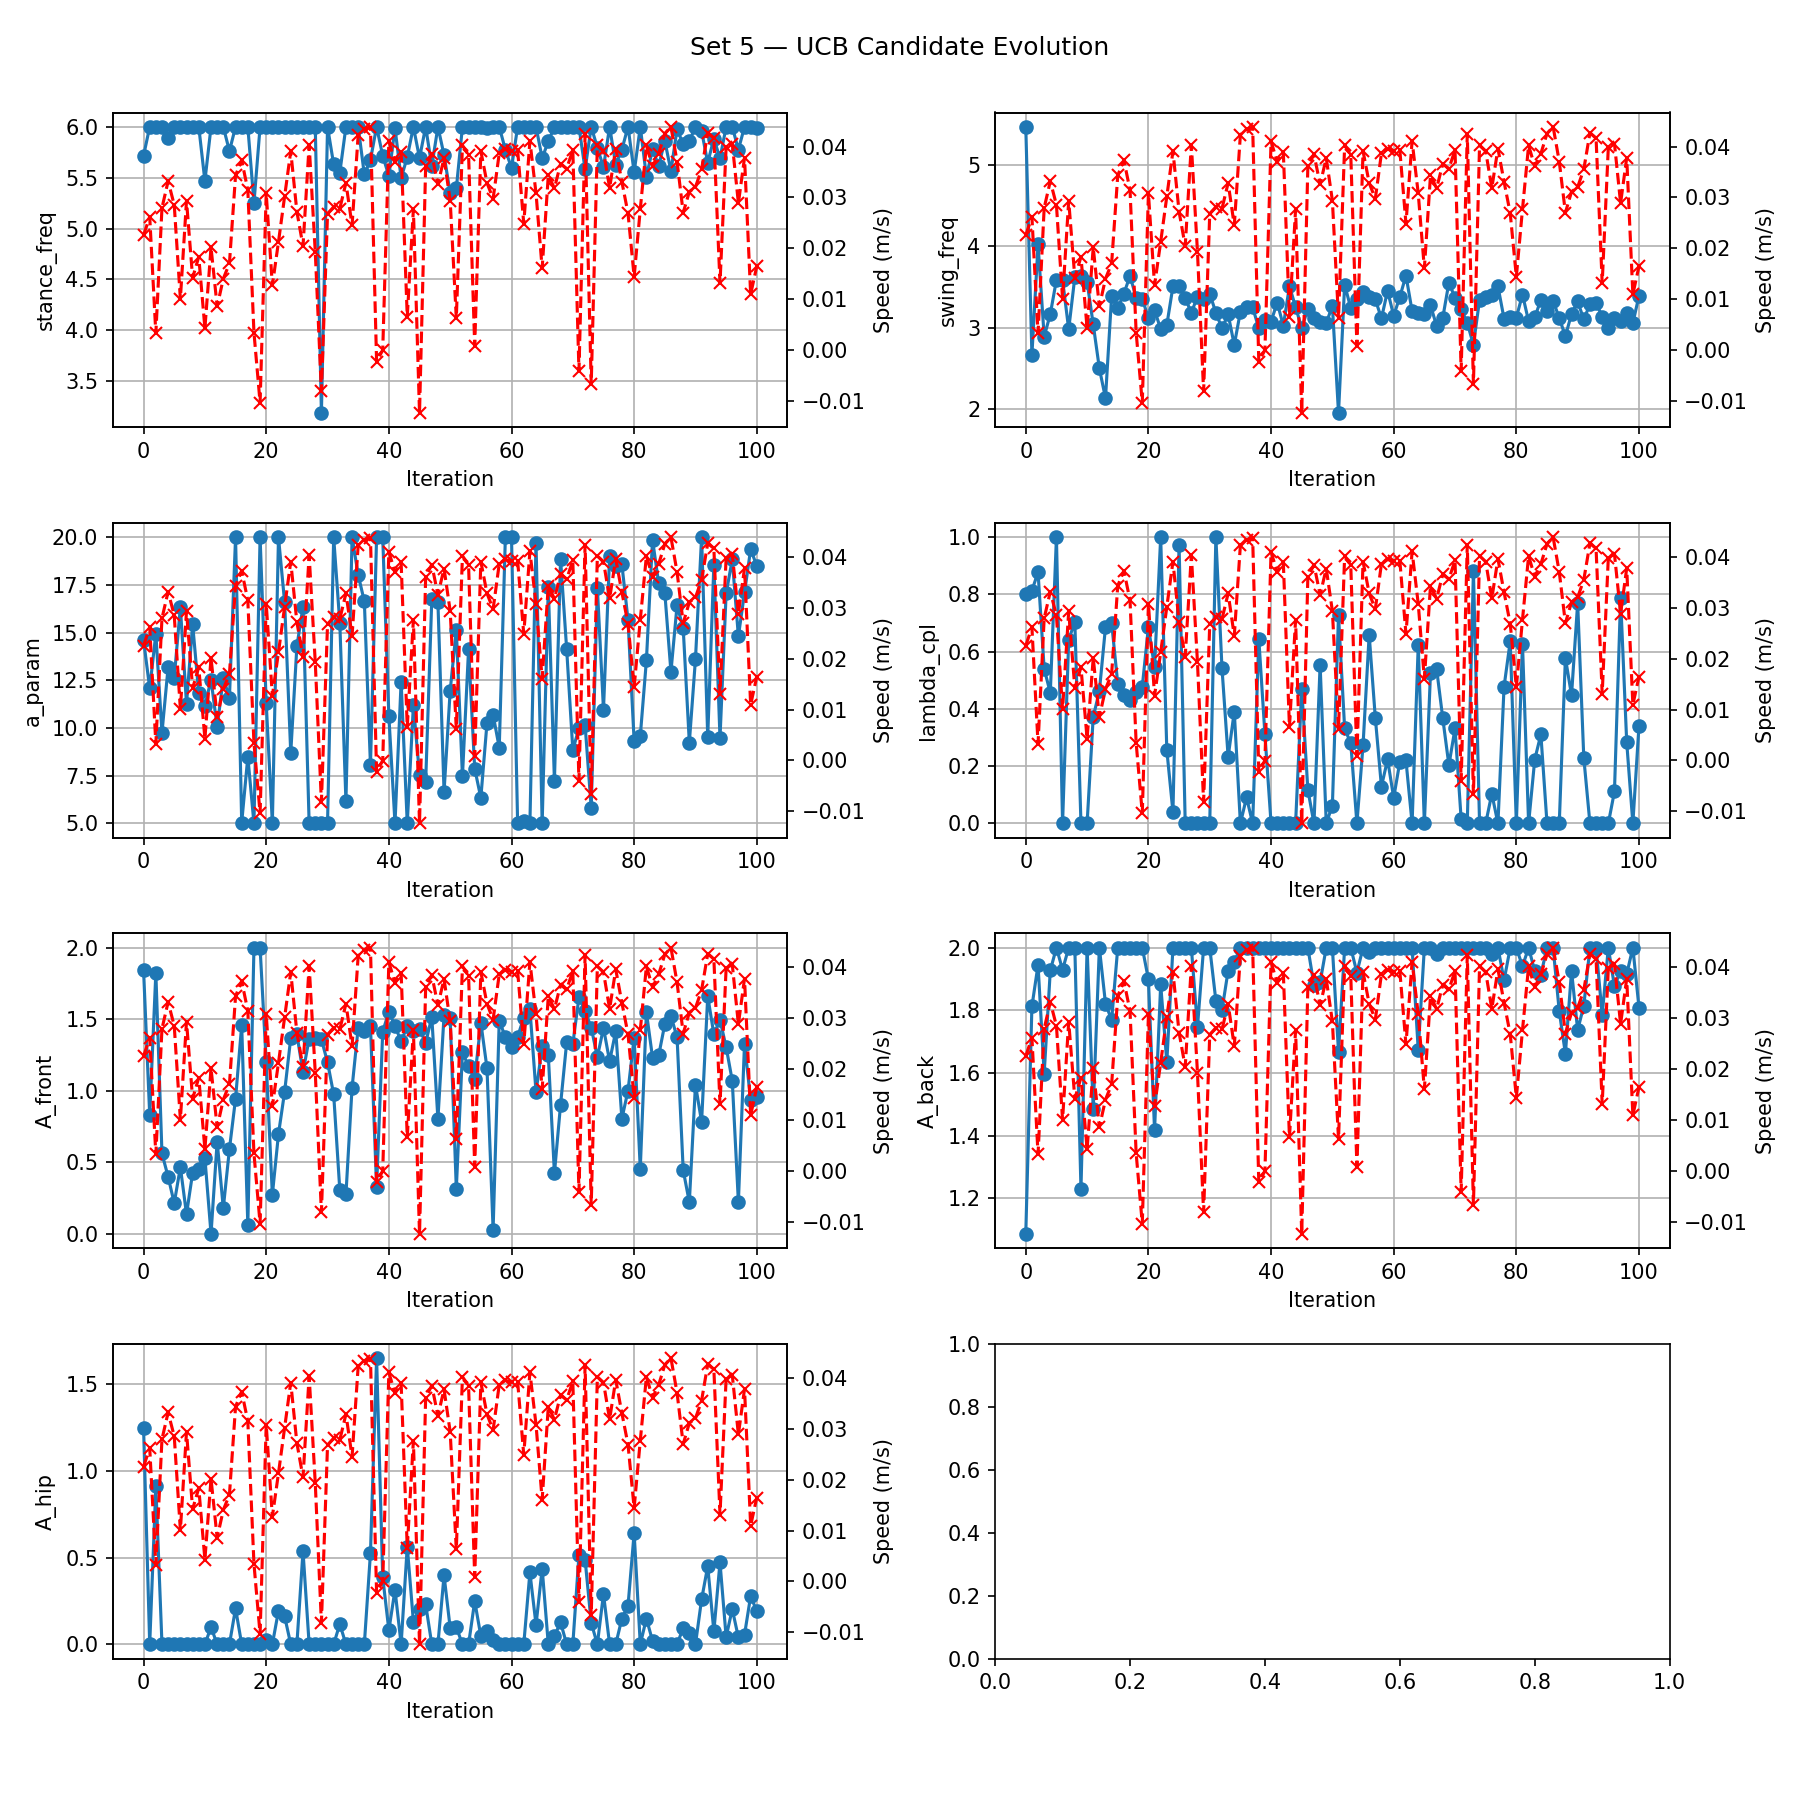 Set 5 — UCB Candidate Evolution
6.0
5.5
5.0
4.5
4.0
3.5
stance_freq
0 20 40 60 80 100
Iteration
0.04
0.03
0.02
0.01
0.00
−0.01
Speed (m/s)
5
4
3
2
swing_freq
0 20 40 60 80 100
Iteration
0.04
0.03
0.02
0.01
0.00
−0.01
Speed (m/s)
20.0
17.5
15.0
12.5
10.0
7.5
5.0
a_param
0 20 40 60 80 100
Iteration
0.04
0.03
0.02
0.01
0.00
−0.01
Speed (m/s)
1.0
0.8
0.6
0.4
0.2
0.0
lambda_cpl
0 20 40 60 80 100
Iteration
0.04
0.03
0.02
0.01
0.00
−0.01
Speed (m/s)
2.0
1.5
1.0
0.5
0.0
A_front
0 20 40 60 80 100
Iteration
0.04
0.03
0.02
0.01
0.00
−0.01
Speed (m/s)
2.0
1.8
1.6
1.4
1.2
A_back
0 20 40 60 80 100
Iteration
0.04
0.03
0.02
0.01
0.00
−0.01
Speed (m/s)
1.5
1.0
0.5
0.0
A_hip
0 20 40 60 80 100
Iteration
0.04
0.03
0.02
0.01
0.00
−0.01
Speed (m/s)
1.0
0.8
0.6
0.4
0.2
0.0
0.0 0.2 0.4 0.6 0.8 1.0